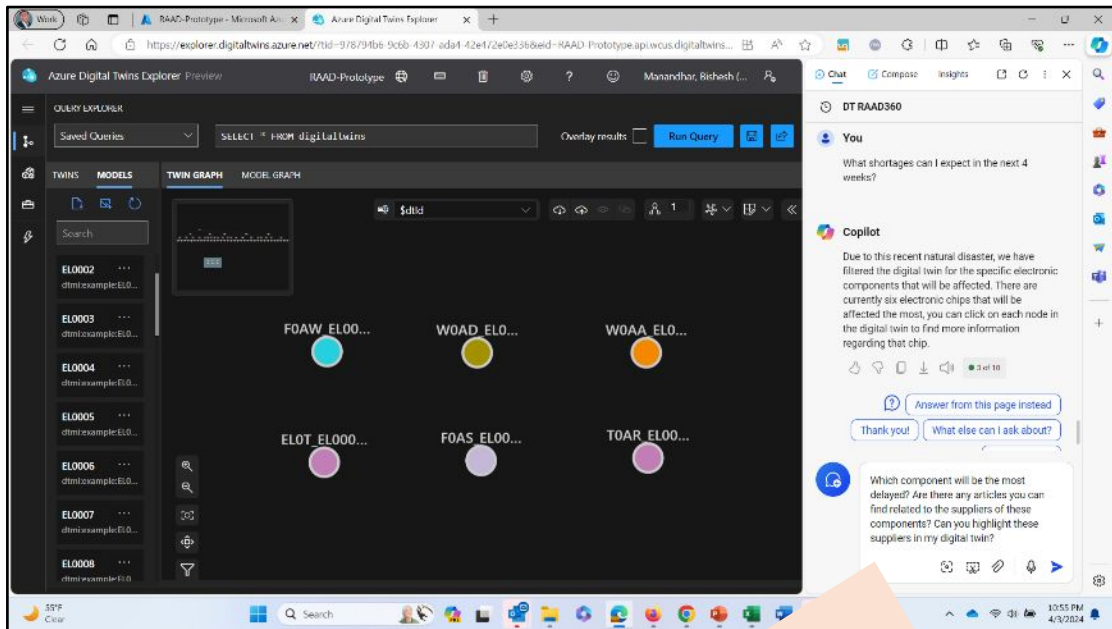 Work
RAAD-Prototype - Microsoft Az
Azure Digital Twins Explorer
https://explorer.digitaltwins.azure.net/?tid=978794b6-9c6b-4307-ada4-42e472e0e336&eid=RAAD-Prototype.api.wcus.digitaltwins...
Azure Digital Twins Explorer Preview
RAAD-Prototype
Manandhar, Bishesh (...
QUERY EXPLORER
Saved Queries
SELECT * FROM digitaltwins
Overlay results
Run Query
TWINS MODELS
TWIN GRAPH MODEL GRAPH
Search
$dtId
1
EL0002 ...
dtmi:example:EL0...
EL0003 ...
dtmi:example:EL0...
EL0004 ...
dtmi:example:EL0...
EL0005 ...
dtmi:example:EL0...
EL0006 ...
dtmi:example:EL0...
EL0007 ...
dtmi:example:EL0...
EL0008 ...
dtmi:example:EL0...
F0AW_EL00...
W0AD_EL0...
W0AA_EL0...
EL0T_EL000...
F0AS_EL00...
T0AR_EL00...
Chat Compose Insights
DT RAAD360
You
What shortages can I expect in the next 4
weeks?
Copilot
Due to this recent natural disaster, we have
filtered the digital twin for the specific electronic
components that will be affected. There are
currently six electronic chips that will be
affected the most, you can click on each node in
the digital twin to find more information
regarding that chip.
3 of 10
Answer from this page instead
Thank you!
What else can I ask about?
Which component will be the most
delayed? Are there any articles you can
find related to the suppliers of these
components? Can you highlight these
suppliers in my digital twin?
55°F
Clear
Search
10:55 PM
4/3/2024